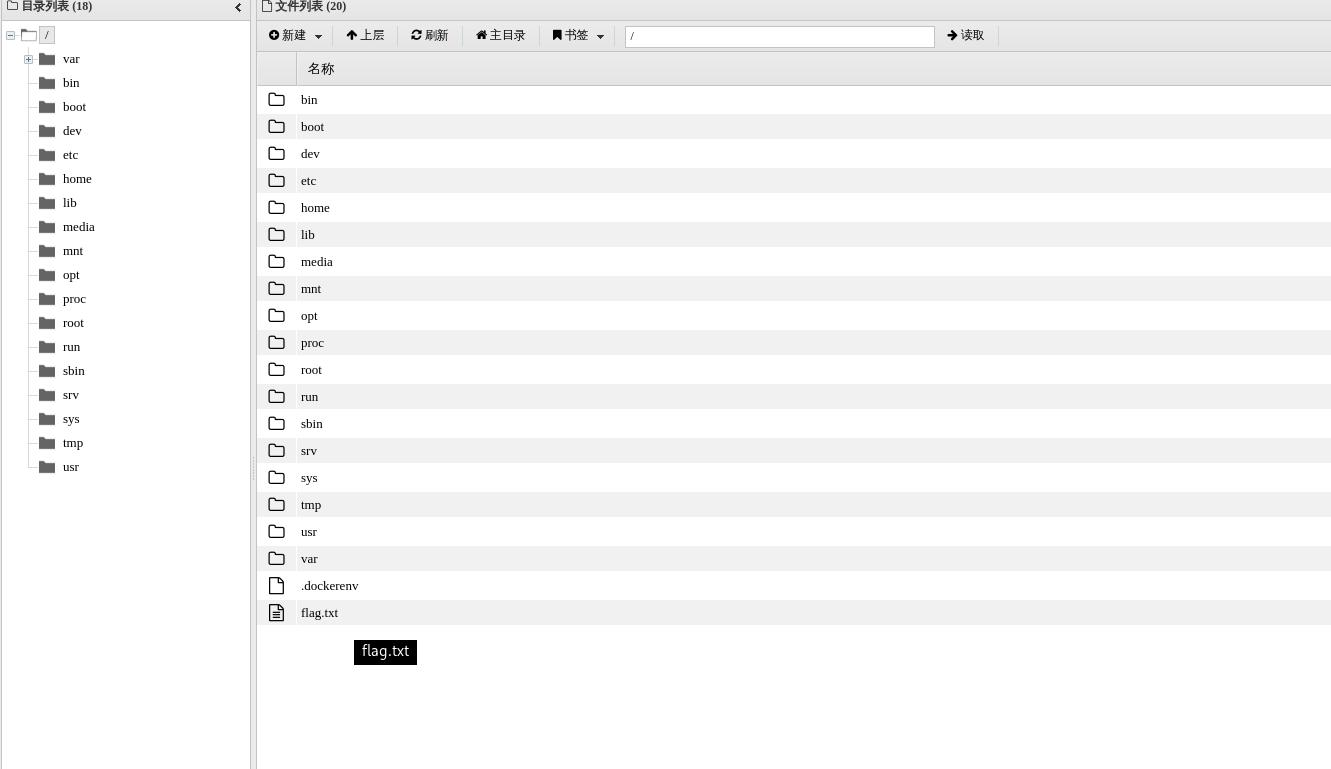 目录列表 (18)
/
var
bin
boot
dev
etc
home
lib
media
mnt
opt
proc
root
run
sbin
srv
sys
tmp
usr
文件列表 (20)
新建 上层 刷新 主目录 书签 / 读取
名称
bin
boot
dev
etc
home
lib
media
mnt
opt
proc
root
run
sbin
srv
sys
tmp
usr
var
.dockerenv
flag.txt
flag.txt